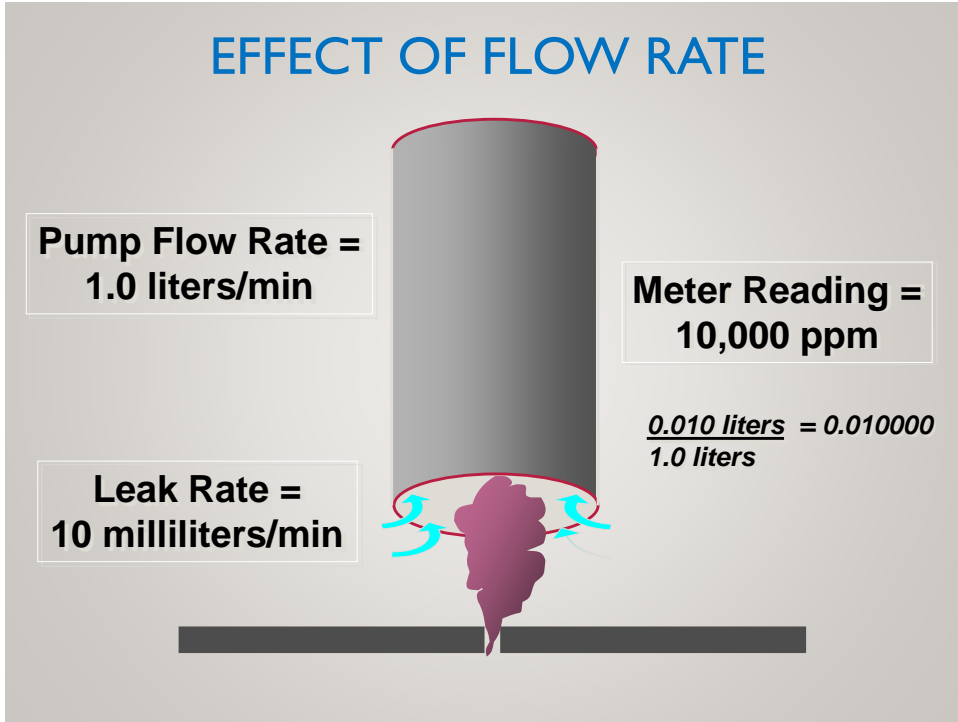 EFFECT OF FLOW RATE
Pump Flow Rate =
1.0 liters/min
Meter Reading =
10,000 ppm
0.010 liters = 0.010000
1.0 liters
Leak Rate =
10 milliliters/min